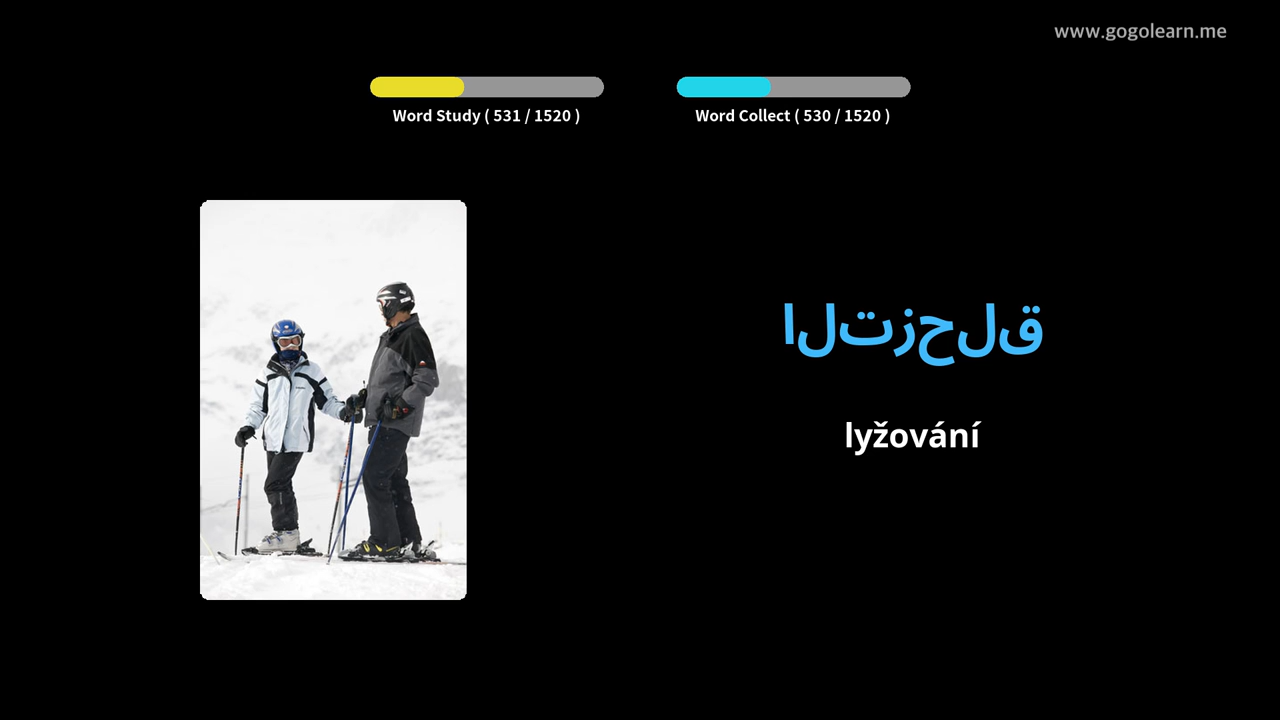 www.gogolearn.me
Word Study ( 531 / 1520 )
Word Collect ( 530 / 1520 )
التزحلق
lyžování